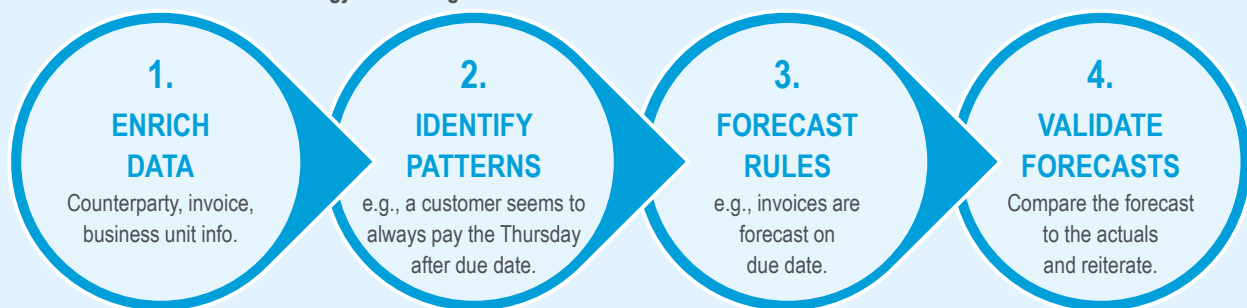 1.
ENRICH
DATA
Counterparty, invoice,
business unit info.
2.
IDENTIFY
PATTERNS
e.g., a customer seems to
always pay the Thursday
after due date.
3.
FORECAST
RULES
e.g., invoices are
forecast on
due date.
4.
VALIDATE
FORECASTS
Compare the forecast
to the actuals
and reiterate.